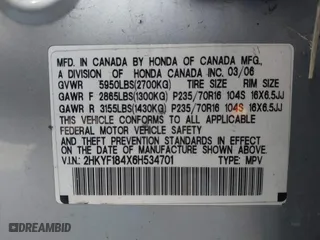 MFD. IN CANADA BY HONDA OF CANADA MFG.,
A DIVISION OF HONDA CANADA INC. 03/06
GVWR 5950LBS(2700KG) TIRE SIZE RIM SIZE
GAWR F 2865LBS(1300KG) P235/70R16 104S 16X6.5JJ
GAWR R 3155LBS(1430KG) P235/70R16 104S 16X6.5JJ
THIS VEHICLE CONFORMS TO ALL APPLICABLE
FEDERAL MOTOR VEHICLE SAFETY STANDARDS
IN EFFECT ON THE DATE OF MANUFACTURE
SHOWN ABOVE.
V.I.N.: 2HKYF184X6H534701 TYPE: MPV
DREAMBID
dreambid.com